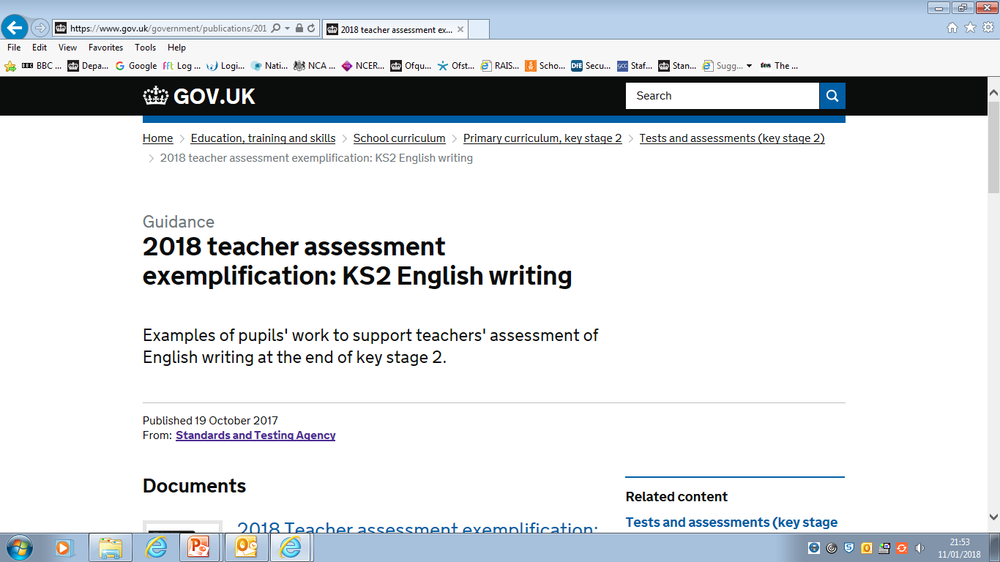 https://www.gov.uk/government/publications/201
2018 teacher assessment ex...
File Edit View Favorites Tools Help
BBC ... Depa... Google fft Log ... Logi... Nati... NCA ... NCER... Ofqu... Ofst... RAIS... Scho... DfE Secu... GCC Staf... Stan... Sugg... tes The ...
GOV.UK
Search
Home Education, training and skills School curriculum Primary curriculum, key stage 2 Tests and assessments (key stage 2)
2018 teacher assessment exemplification: KS2 English writing
Guidance
2018 teacher assessment
exemplification: KS2 English writing
Examples of pupils' work to support teachers' assessment of
English writing at the end of key stage 2.
Published 19 October 2017
From: Standards and Testing Agency
Documents
Related content
2018 Teacher assessment exemplification:
Tests and assessments (key stage
21:53
11/01/2018